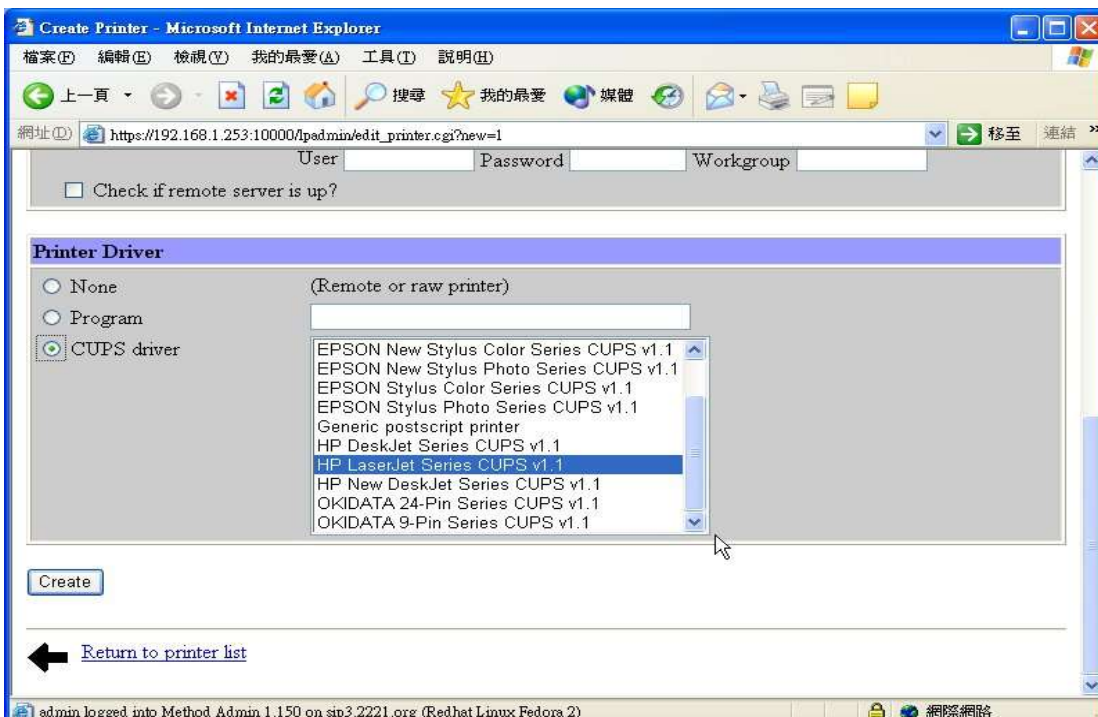 Create Printer - Microsoft Internet Explorer
檔案(F) 編輯(E) 檢視(V) 我的最愛(A) 工具(T) 說明(H)
上一頁 搜尋 我的最愛 媒體
網址(D) https://192.168.1.253:10000/lpadmin/edit_printer.cgi?new=1 移至 連結 »
User Password Workgroup
Check if remote server is up?
Printer Driver
None (Remote or raw printer)
Program
CUPS driver
EPSON New Stylus Color Series CUPS v1.1
EPSON New Stylus Photo Series CUPS v1.1
EPSON Stylus Color Series CUPS v1.1
EPSON Stylus Photo Series CUPS v1.1
Generic postscript printer
HP DeskJet Series CUPS v1.1
HP LaserJet Series CUPS v1.1
HP New DeskJet Series CUPS v1.1
OKIDATA 24-Pin Series CUPS v1.1
OKIDATA 9-Pin Series CUPS v1.1
Create
Return to printer list
admin logged into Method Admin 1.150 on sip3.2221.org (Redhat Linux Fedora 2) 網際網路